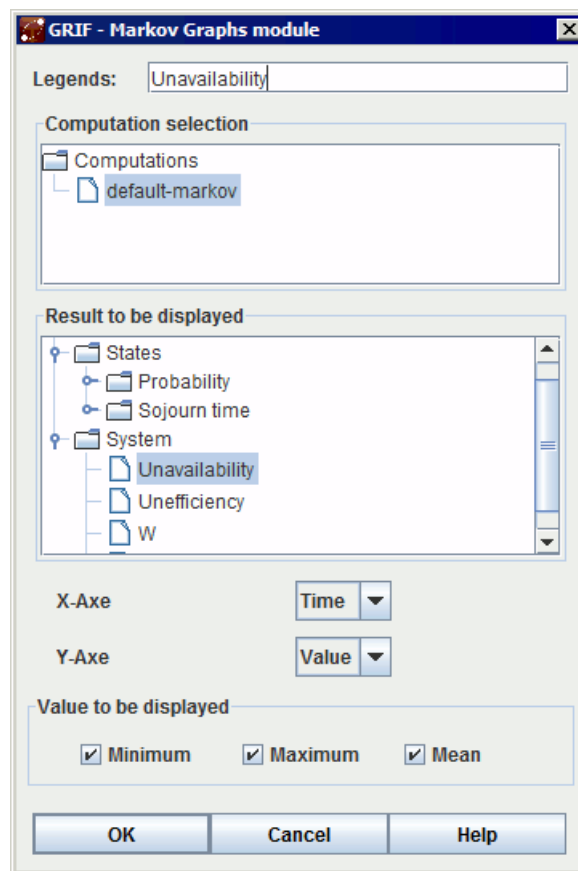 GRIF - Markov Graphs module
Legends: Unavailability
Computation selection
Computations
default-markov
Result to be displayed
States
Probability
Sojourn time
System
Unavailability
Unefficiency
W
X-Axe Time
Y-Axe Value
Value to be displayed
Minimum Maximum Mean
OK Cancel Help